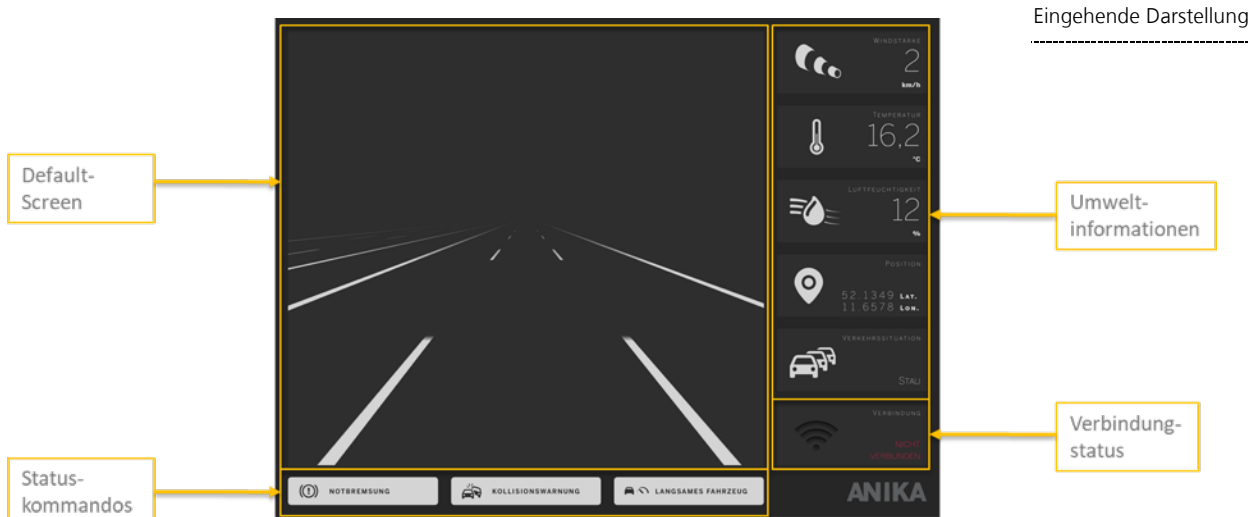 Eingehende Darstellung
Default-
Screen
WINDSTÄRKE
2
km/h
TEMPERATUR
16,2
°C
LUFTFEUCHTIGKEIT
12
%
POSITION
52.1349 LAT.
11.6578 LON.
VERKEHRSSITUATION
STAU
VERBINDUNG
NICHT
VERBUNDEN
Umwelt-
informationen
Verbindung-
status
Status-
kommandos
NOTBREMSUNG
KOLLISIONSWARNUNG
LANGSAMES FAHRZEUG
ANIKA